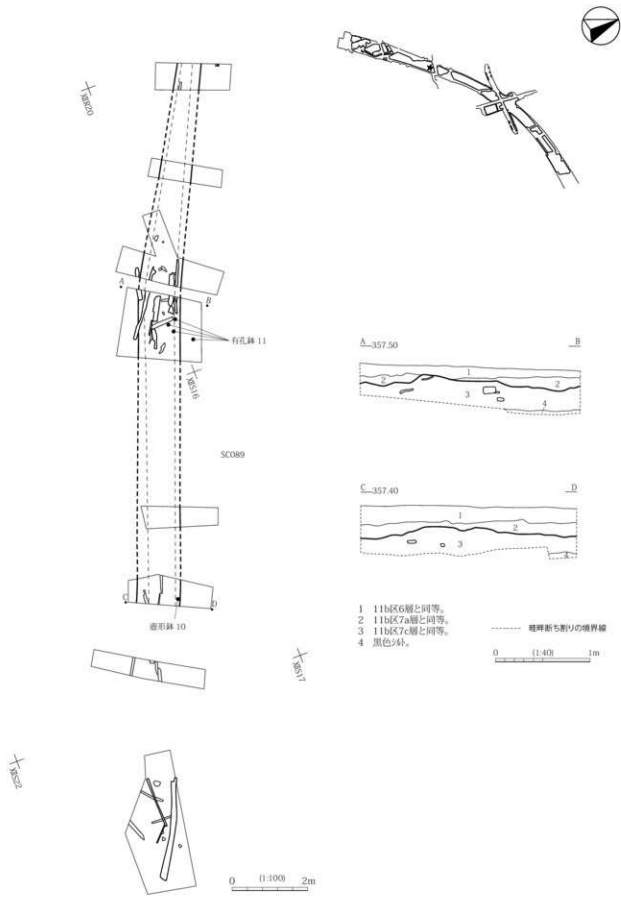 ⅫR20
A
B
有孔鉢 11
ⅫS16
SC089
C
D
壺形鉢 10
ⅫS17
ⅫS22
0 (1:100) 2m
A 357.50 B
1
2
2
3
4
C 357.40 D
1
2
3
4
1 11b区6層と同等。
2 11b区7a層と同等。
3 11b区7c層と同等。
4 黒色シルト。
畦畔断ち割りの境界線
0 (1:40) 1m